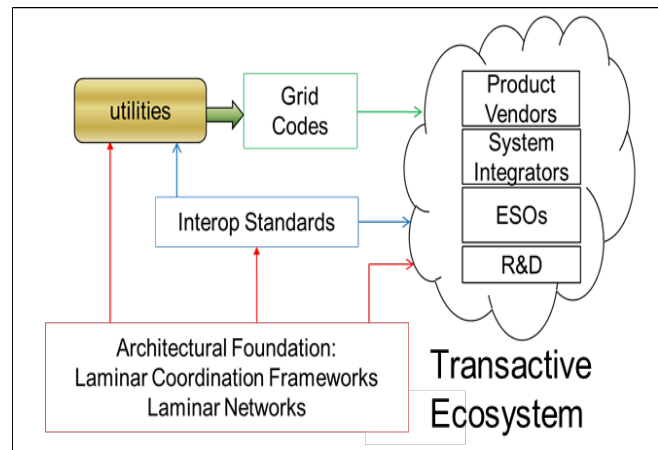 utilities
Grid
Codes
Product
Vendors
System
Integrators
ESOs
R&D
Interop Standards
Architectural Foundation:
Laminar Coordination Frameworks
Laminar Networks
Transactive
Ecosystem